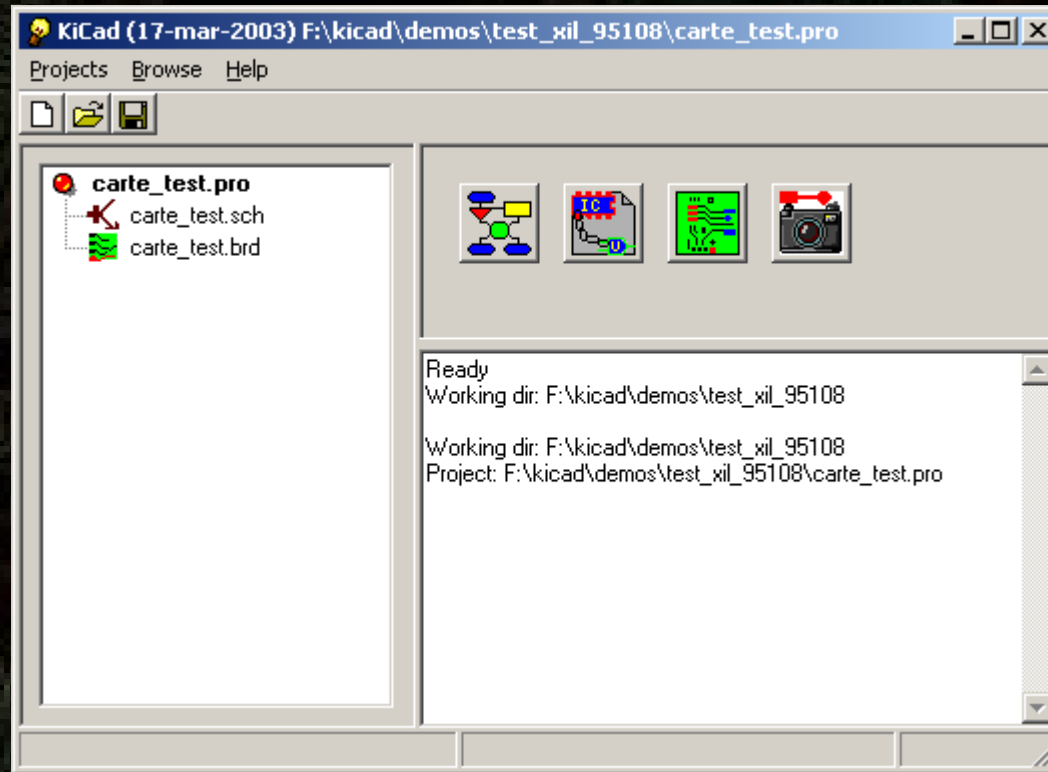 KiCad (17-mar-2003) F:\kicad\demos\test_xil_95108\carte_test.pro
Projects Browse Help
carte_test.pro
carte_test.sch
carte_test.brd
IC
U
Ready
Working dir: F:\kicad\demos\test_xil_95108
Working dir: F:\kicad\demos\test_xil_95108
Project: F:\kicad\demos\test_xil_95108\carte_test.pro